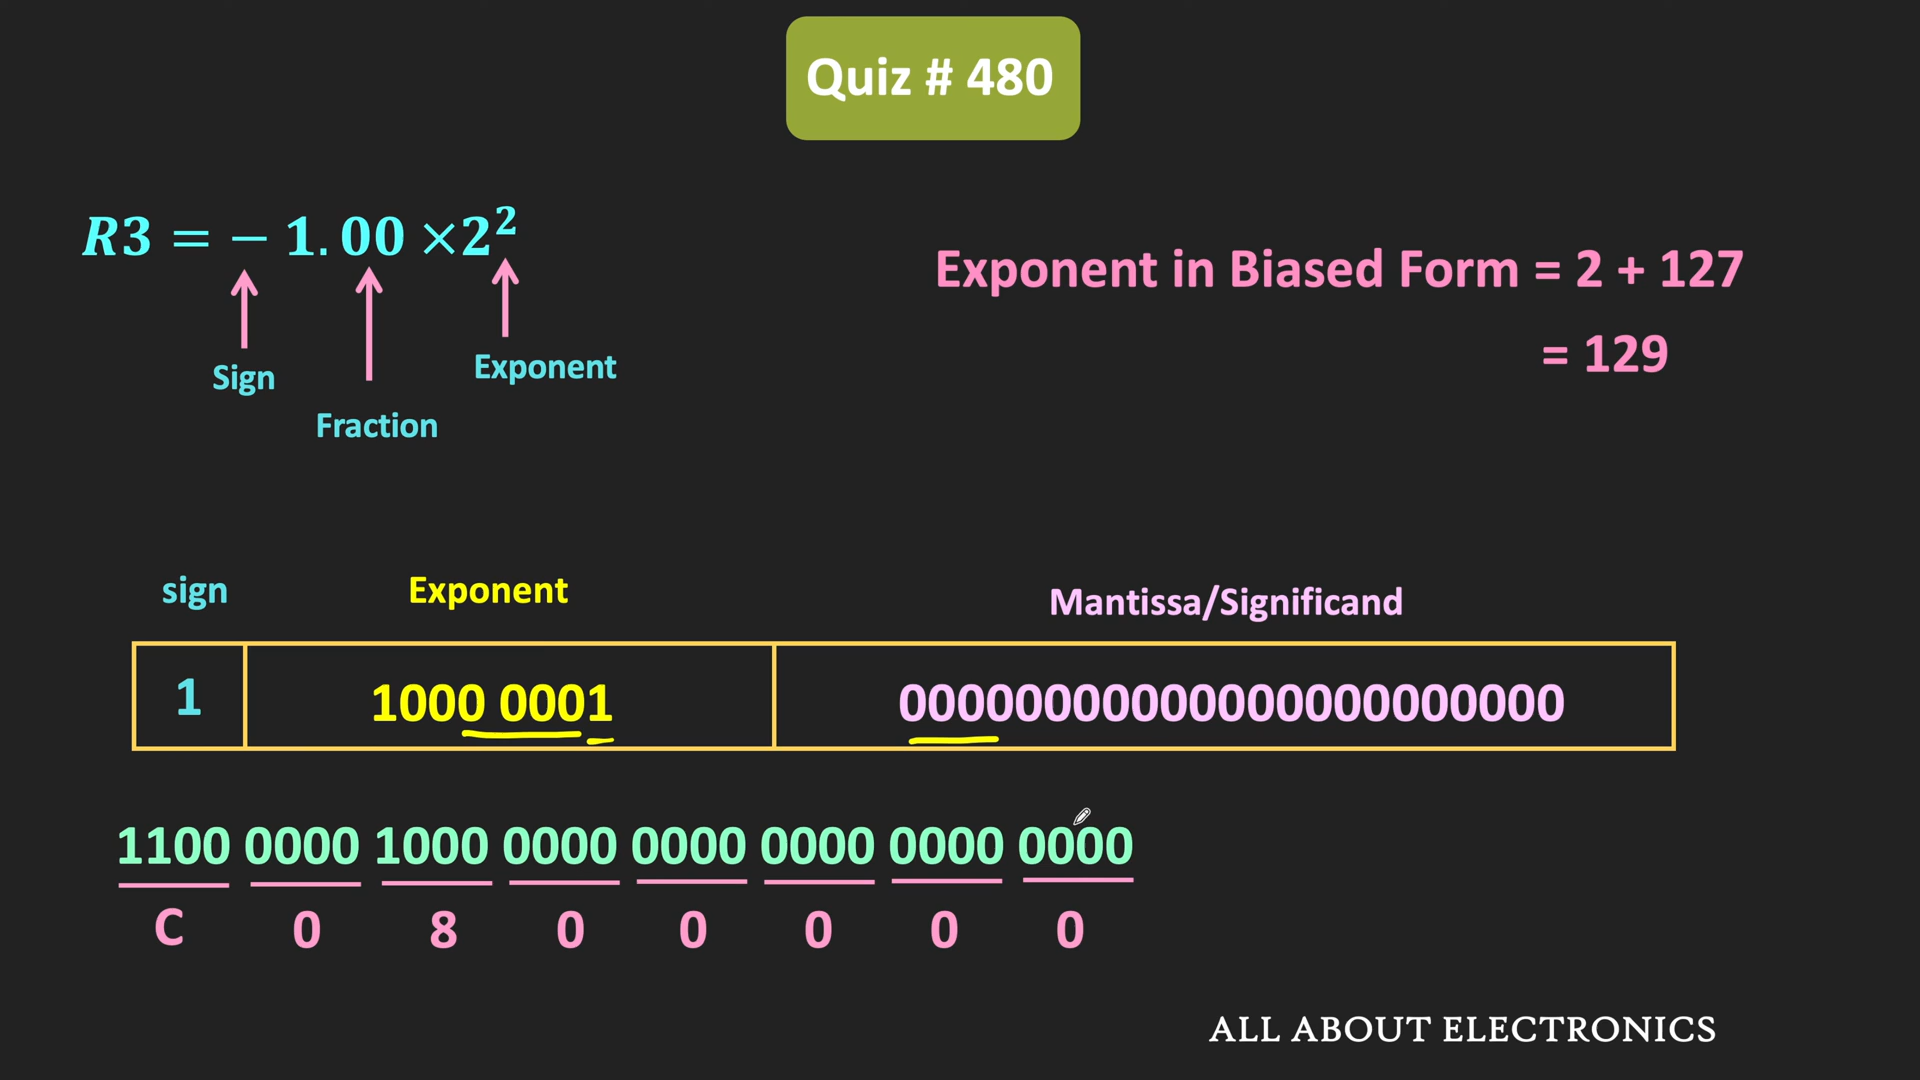 Quiz # 480
R3 = − 1.00 ×2²
Sign
Fraction
Exponent
Exponent in Biased Form = 2 + 127
= 129
sign Exponent Mantissa/Significand
1 1000 0001 00000000000000000000000
1100 0000 1000 0000 0000 0000 0000 0000
C 0 8 0 0 0 0 0
ALL ABOUT ELECTRONICS